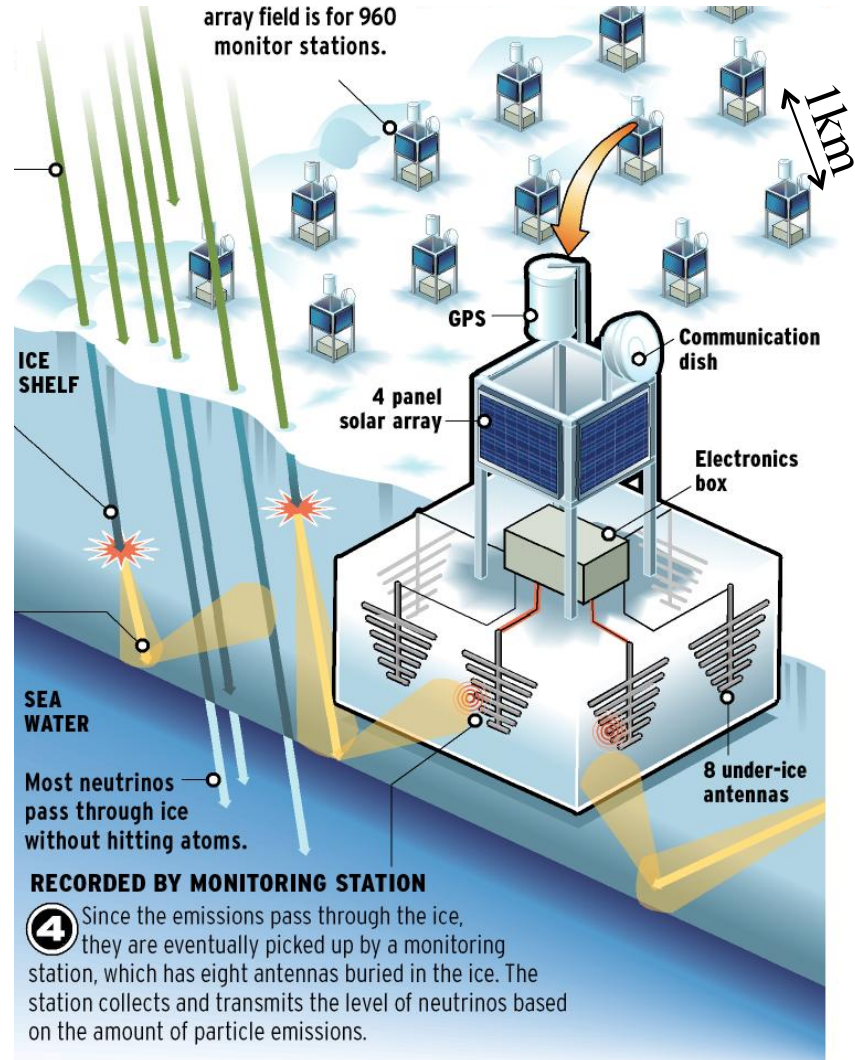 array field is for 960
monitor stations.
1km
GPS
Communication
dish
ICE
SHELF
4 panel
solar array
Electronics
box
SEA
WATER
8 under-ice
antennas
Most neutrinos
pass through ice
without hitting atoms.
RECORDED BY MONITORING STATION
4 Since the emissions pass through the ice,
they are eventually picked up by a monitoring
station, which has eight antennas buried in the ice. The
station collects and transmits the level of neutrinos based
on the amount of particle emissions.